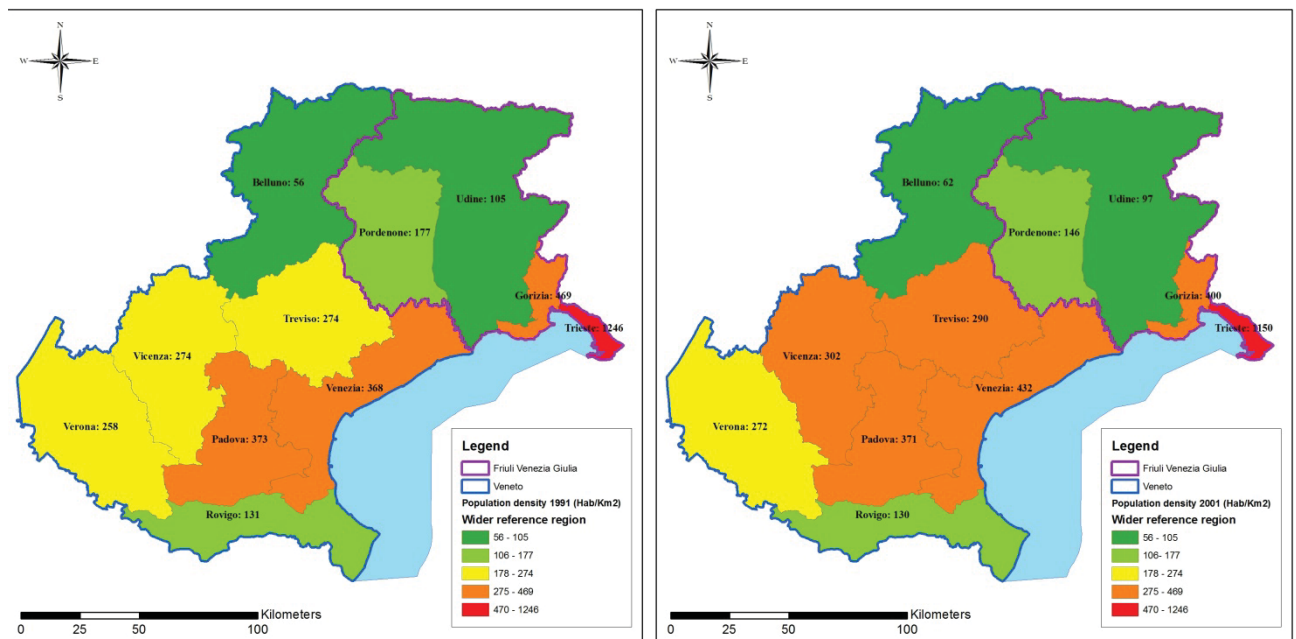 N
W E
S
Belluno: 56
Udine: 105
Pordenone: 177
Gorizia: 469
Trieste: 1246
Treviso: 274
Vicenza: 274
Venezia: 368
Verona: 258
Padova: 373
Rovigo: 131
Legend
Friuli Venezia Giulia
Veneto
Population density 1991 (Hab/Km2)
Wider reference region
56 - 105
106 - 177
178 - 274
275 - 469
470 - 1246
Kilometers
0 25 50 100
N
W E
S
Belluno: 62
Udine: 97
Pordenone: 146
Gorizia: 400
Trieste: 1150
Treviso: 290
Vicenza: 302
Venezia: 432
Verona: 272
Padova: 371
Rovigo: 130
Legend
Friuli Venezia Giulia
Veneto
Population density 2001 (Hab/Km2)
Wider reference region
56 - 105
106- 177
178 - 274
275 - 469
470 - 1246
Kilometers
0 25 50 100